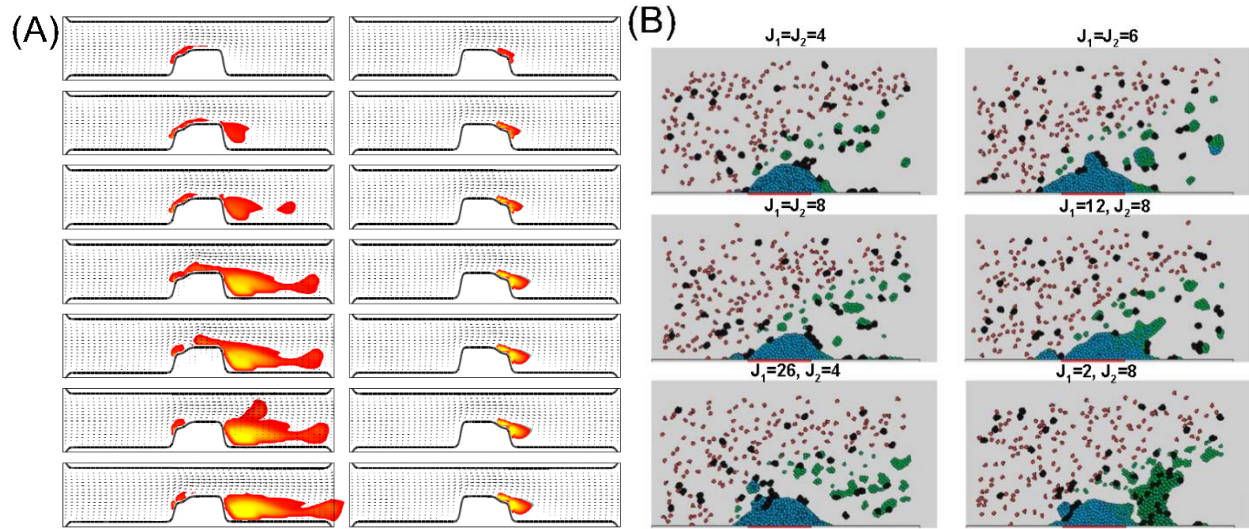 (A)
(B)
J₁=J₂=4
J₁=J₂=6
J₁=J₂=8
J₁=12, J₂=8
J₁=26, J₂=4
J₁=2, J₂=8